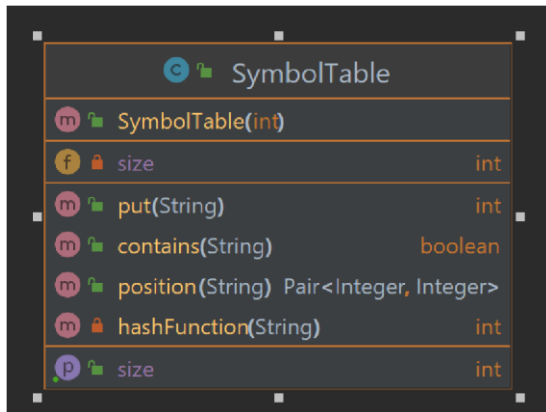 C SymbolTable
m SymbolTable(int)
f size int
m put(String) int
m contains(String) boolean
m position(String) Pair<Integer, Integer>
m hashFunction(String) int
p size int